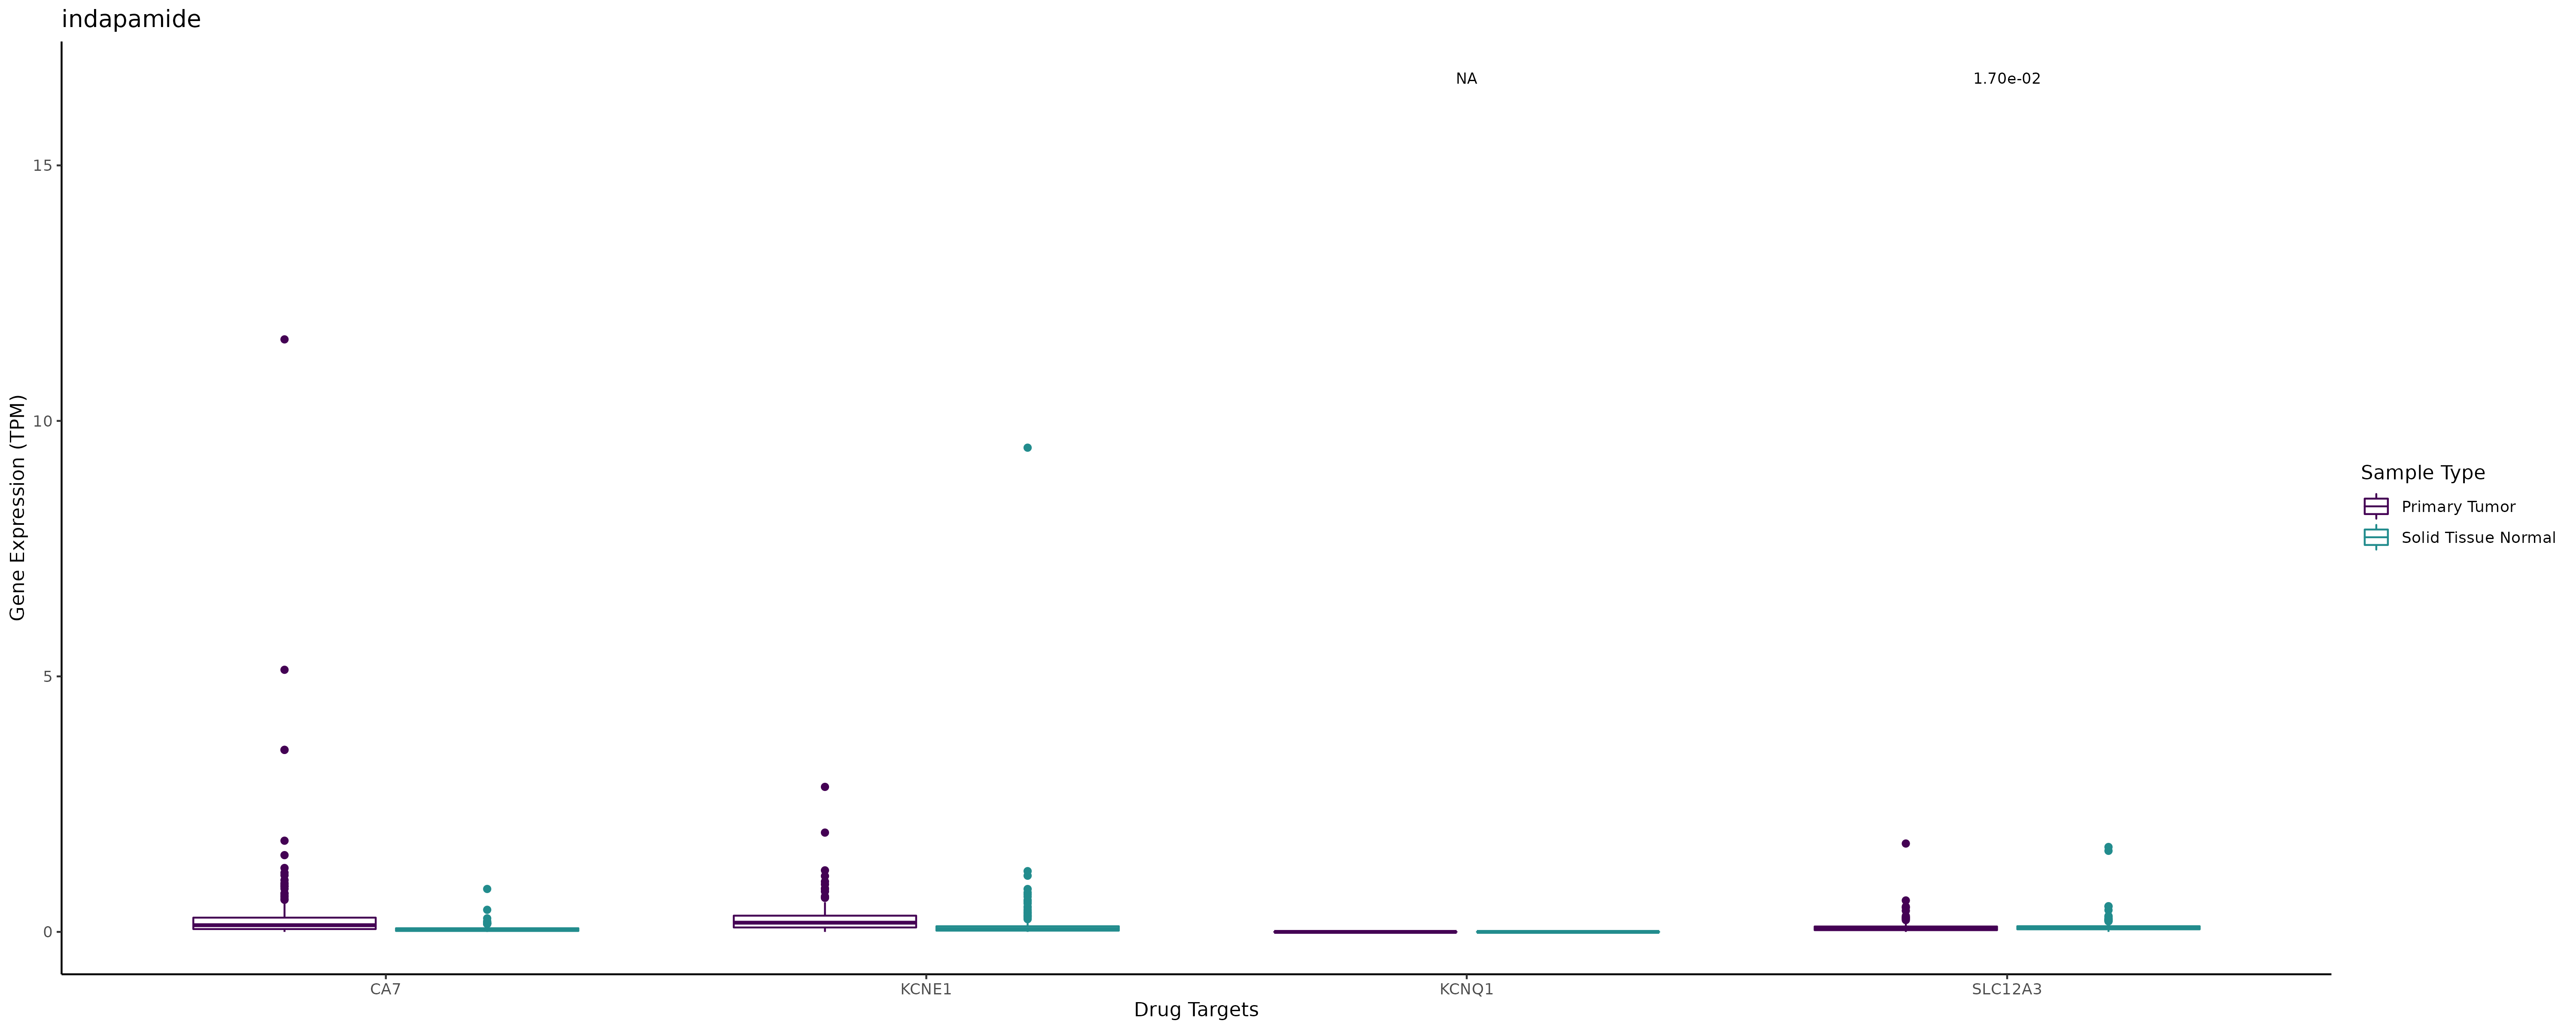 indapamide
NA
1.70e-02
15
10
5
0
Gene Expression (TPM)
CA7
KCNE1
KCNQ1
SLC12A3
Drug Targets
Sample Type
Primary Tumor
Solid Tissue Normal